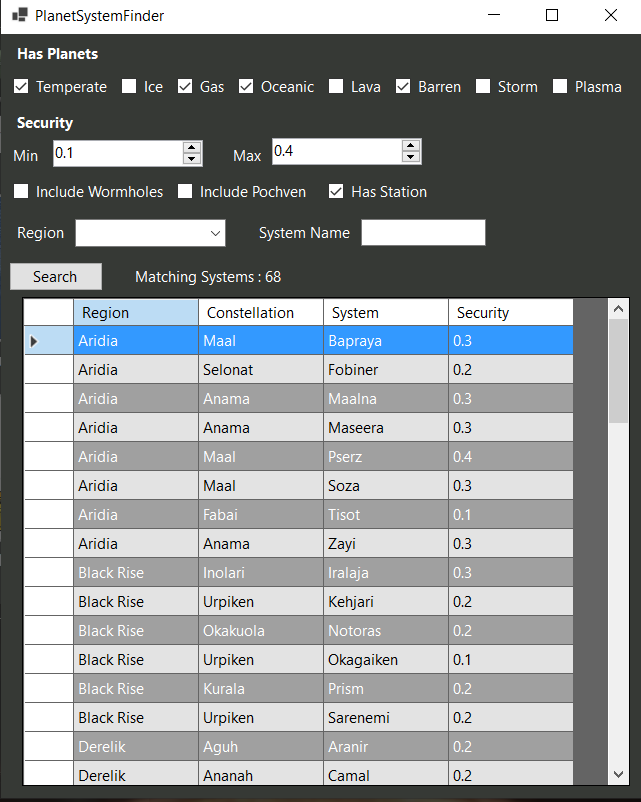 PlanetSystemFinder
Has Planets
Temperate Ice Gas Oceanic Lava Barren Storm Plasma
Security
Min 0.1 Max 0.4
Include Wormholes Include Pochven Has Station
Region System Name
Search Matching Systems : 68
Region Constellation System Security
Aridia Maal Bapraya 0.3
Aridia Selonat Fobiner 0.2
Aridia Anama Maalna 0.3
Aridia Anama Maseera 0.3
Aridia Maal Pserz 0.4
Aridia Maal Soza 0.3
Aridia Fabai Tisot 0.1
Aridia Anama Zayi 0.3
Black Rise Inolari Iralaja 0.3
Black Rise Urpiken Kehjari 0.2
Black Rise Okakuola Notoras 0.2
Black Rise Urpiken Okagaiken 0.1
Black Rise Kurala Prism 0.2
Black Rise Urpiken Sarenemi 0.2
Derelik Aguh Aranir 0.2
Derelik Ananah Camal 0.2